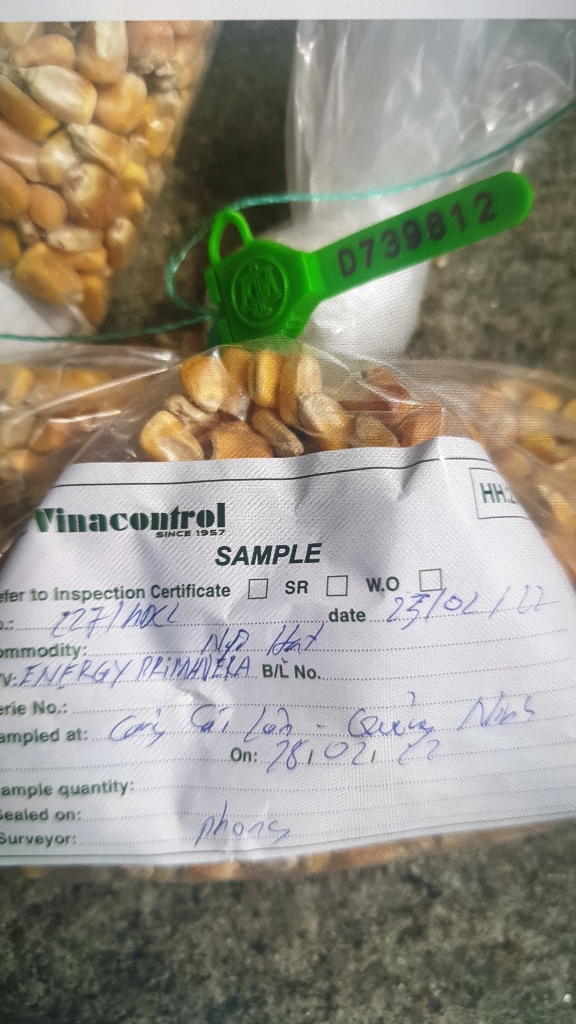 D739812
Vinacontrol
SINCE 1957
HH:
SAMPLE
efer to Inspection Certificate SR W.O
o.: 227/ date 25/02/22
ommodity: Ngô Hạt
V: ENERGY PRIMAVERA B/L No.
erie No.:
ampled at: Cảng Cái Lân - Quảng Ninh
On: 28/02/22
ample quantity:
Sealed on:
Surveyor: phong